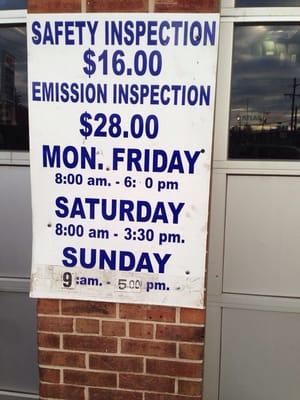 SAFETY INSPECTION
$16.00
EMISSION INSPECTION
$28.00
MON. FRIDAY
8:00 am. - 6: 0 pm
SATURDAY
8:00 am - 3:30 pm.
SUNDAY
9 :am. - 5:00 pm.